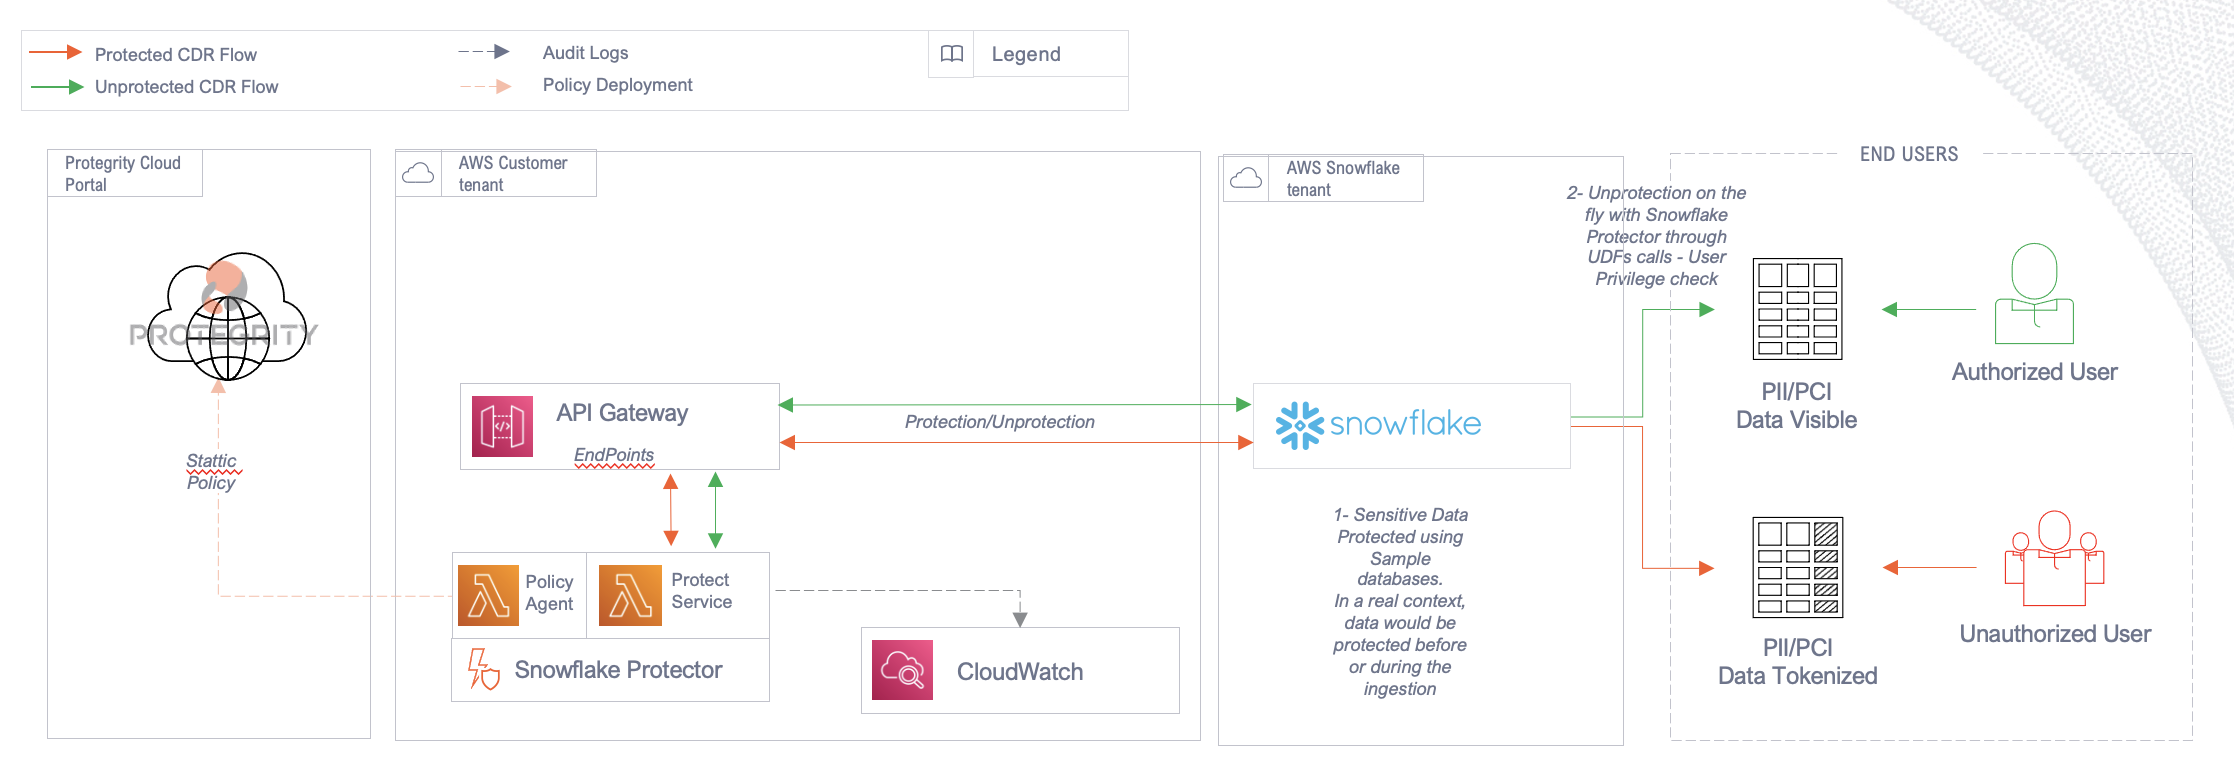 Protected CDR Flow
Unprotected CDR Flow
Audit Logs
Policy Deployment
Legend
Protegrity Cloud
Portal
PROTEGRITY
Stattic
Policy
AWS Customer
tenant
API Gateway
EndPoints
Protection/Unprotection
Policy
Agent
Protect
Service
Snowflake Protector
CloudWatch
AWS Snowflake
tenant
snowflake
1- Sensitive Data
Protected using
Sample
databases.
In a real context,
data would be
protected before
or during the
ingestion
2- Unprotection on the
fly with Snowflake
Protector through
UDFs calls - User
Privilege check
END USERS
PII/PCI
Data Visible
Authorized User
PII/PCI
Data Tokenized
Unauthorized User